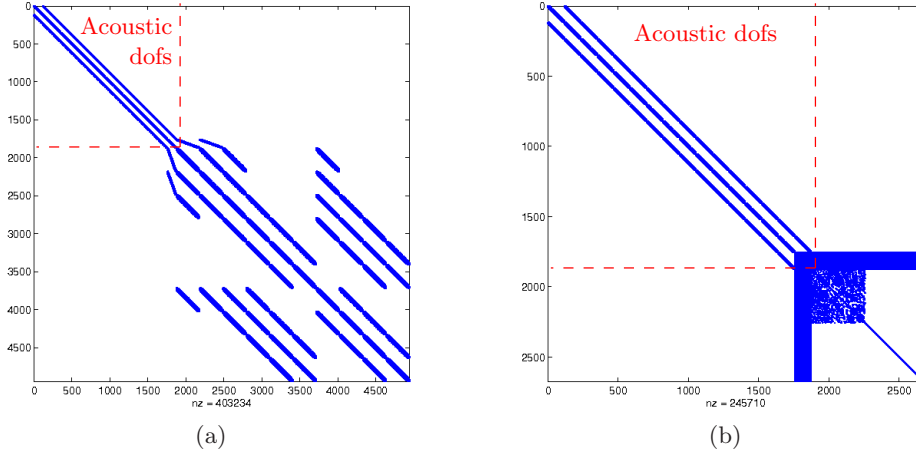 Acoustic
dofs
0
500
1000
1500
2000
2500
3000
3500
4000
4500
0 500 1000 1500 2000 2500 3000 3500 4000 4500
nz = 403234
(a)
Acoustic dofs
0
500
1000
1500
2000
2500
0 500 1000 1500 2000 2500
nz = 245710
(b)